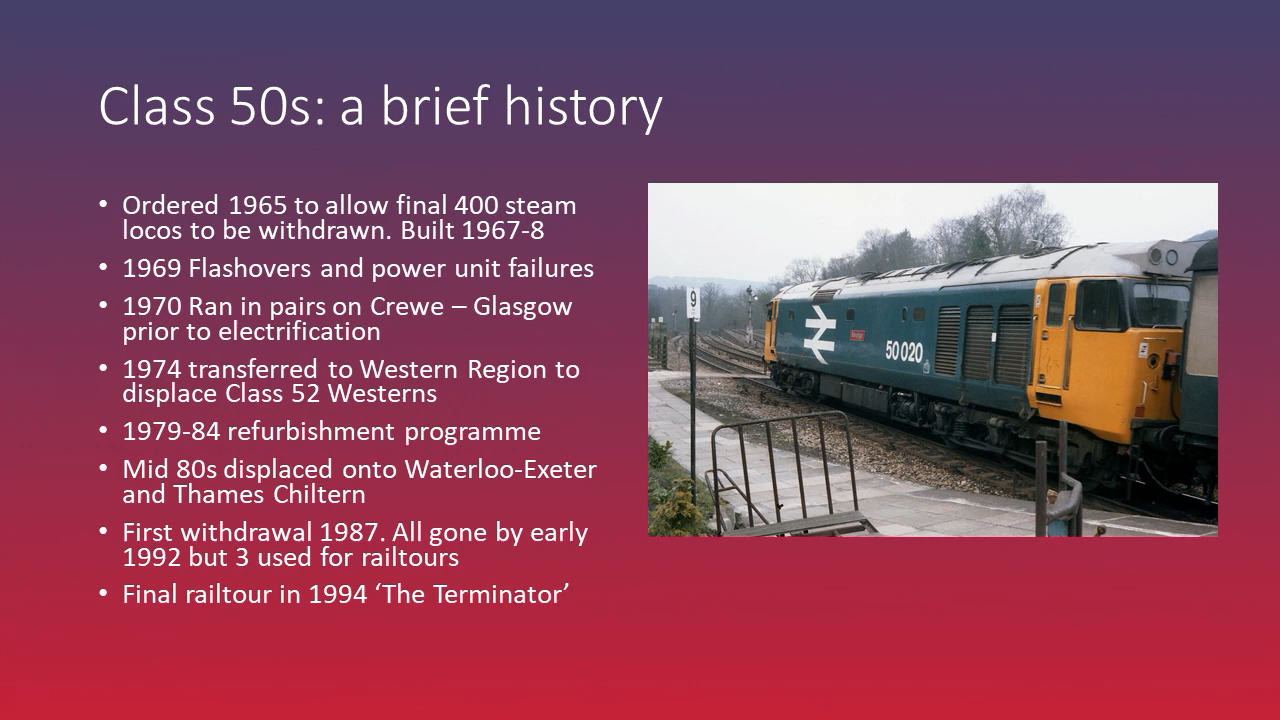 Class 50s: a brief history
• Ordered 1965 to allow final 400 steam
locos to be withdrawn. Built 1967-8
• 1969 Flashovers and power unit failures
• 1970 Ran in pairs on Crewe – Glasgow
prior to electrification
• 1974 transferred to Western Region to
displace Class 52 Westerns
• 1979-84 refurbishment programme
• Mid 80s displaced onto Waterloo-Exeter
and Thames Chiltern
• First withdrawal 1987. All gone by early
1992 but 3 used for railtours
• Final railtour in 1994 ‘The Terminator’
9
50 020